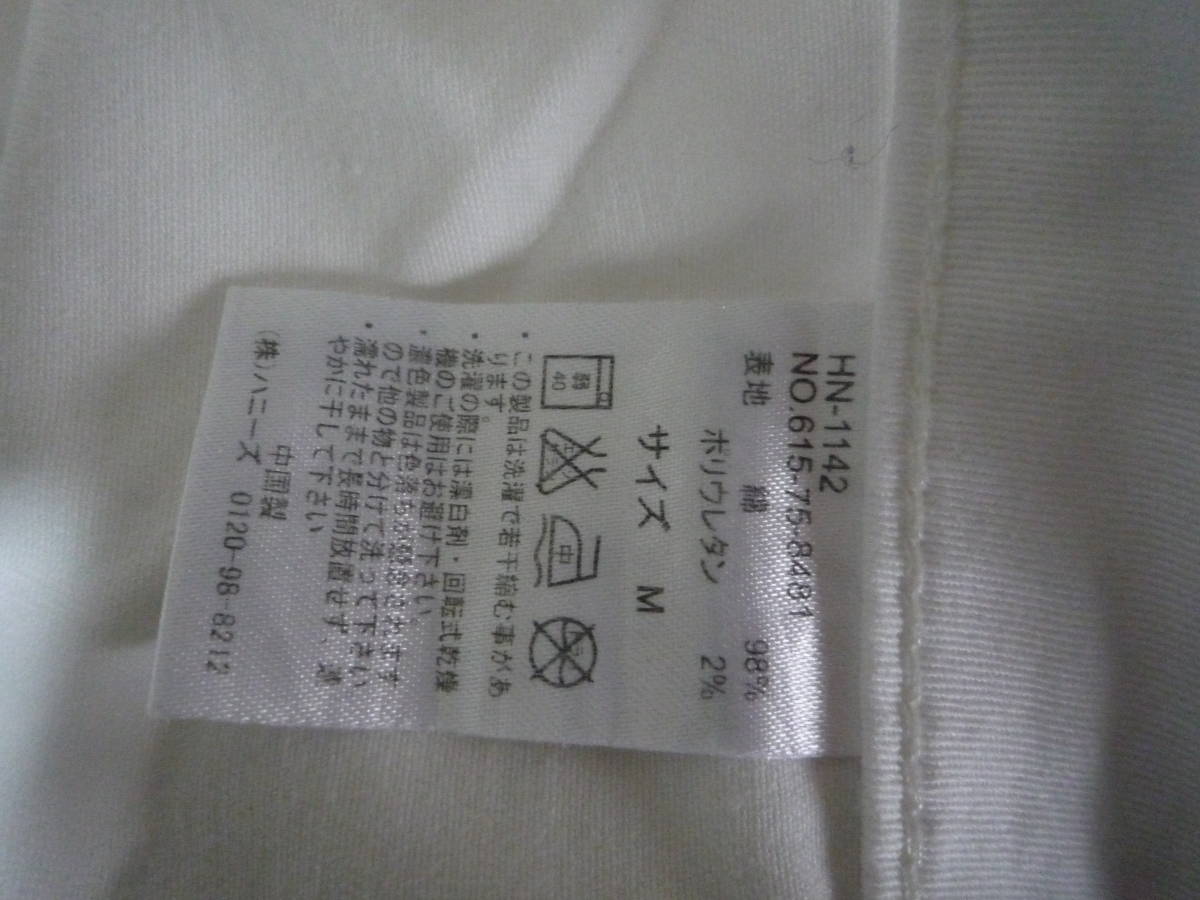 HN-1142
NO.615-75-8481
表地 綿 98%
ポリウレタン 2%
サイズ M
弱
40
中
・この製品は洗濯で若干縮む事があ
ります。
・洗濯の際には漂白剤・回転式乾燥
機のご使用はお避け下さい。
・濃色製品は色落ちする場合がありますす
ので他の物と分けて洗って下さい
・濡れたままで長時間放置せず、速
やかに干して下さい
中国製
(株)ハニーズ 0120-98-8212